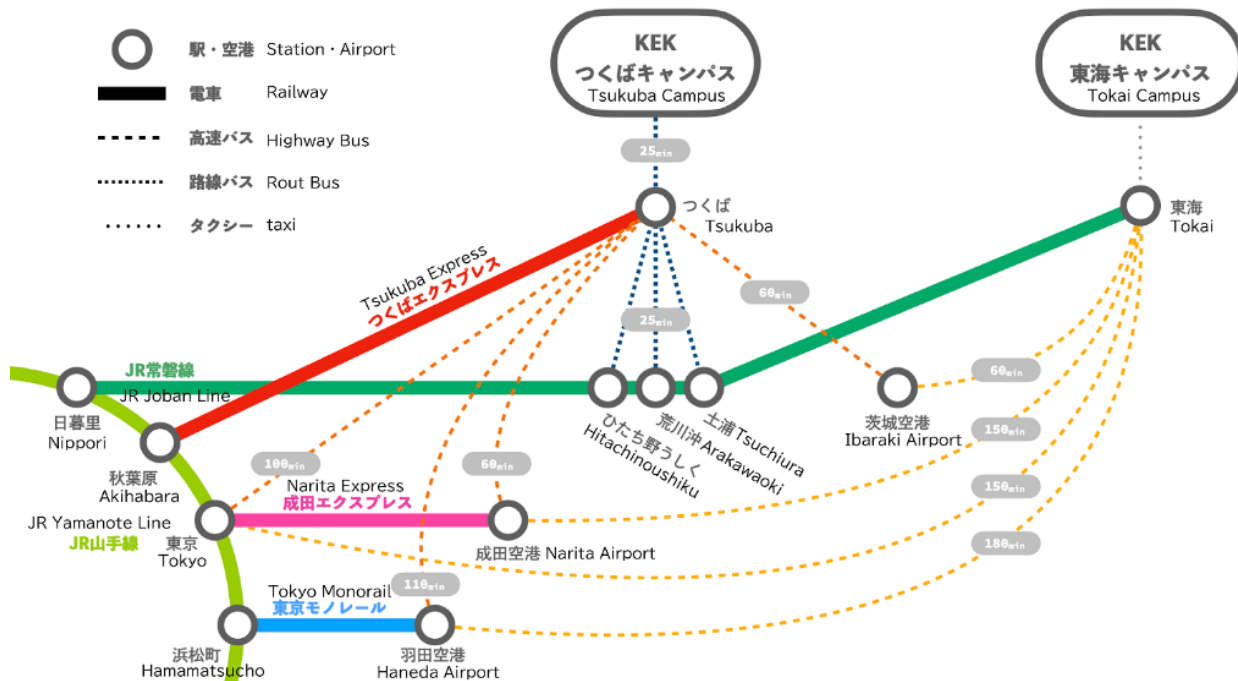 駅・空港 Station・Airport
電車 Railway
高速バス Highway Bus
路線バス Rout Bus
タクシー taxi
KEK
つくばキャンパス
Tsukuba Campus
KEK
東海キャンパス
Tokai Campus
25min
つくば
Tsukuba
東海
Tokai
Tsukuba Express
つくばエクスプレス
60min
25min
JR常磐線
JR Joban Line
60min
日暮里
Nippori
ひたち野うしく
Hitachinoushiku
荒川沖 Arakawaoki
土浦 Tsuchiura
茨城空港
Ibaraki Airport
150min
秋葉原
Akihabara
100min
60min
Narita Express
成田エクスプレス
150min
JR Yamanote Line
JR山手線
東京
Tokyo
成田空港 Narita Airport
180min
110min
Tokyo Monorail
東京モノレール
浜松町
Hamamatsucho
羽田空港
Haneda Airport